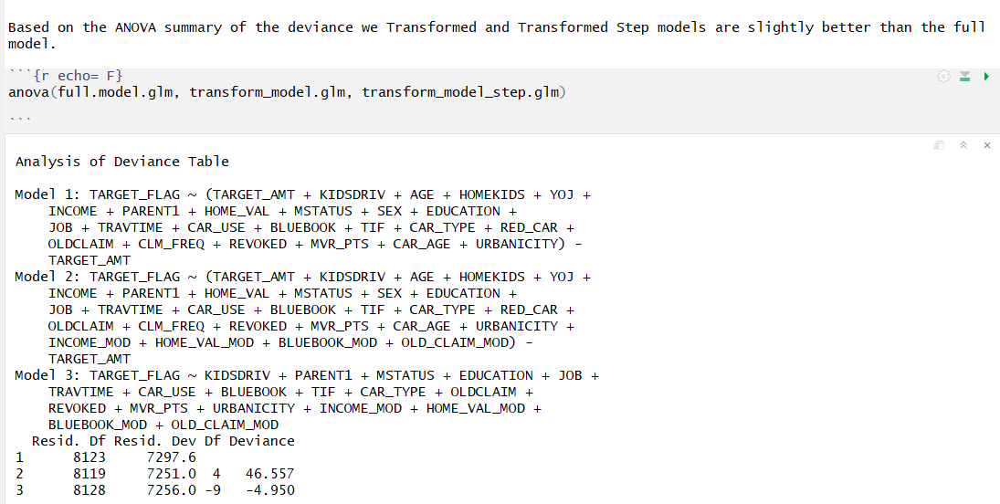 Based on the ANOVA summary of the deviance we Transformed and Transformed Step models are slightly better than the full
model.
```{r echo= F}
anova(full.model.glm, transform_model.glm, transform_model_step.glm)
```
Analysis of Deviance Table
Model 1: TARGET_FLAG ~ (TARGET_AMT + KIDSDRIV + AGE + HOMEKIDS + YOJ +
    INCOME + PARENT1 + HOME_VAL + MSTATUS + SEX + EDUCATION +
    JOB + TRAVTIME + CAR_USE + BLUEBOOK + TIF + CAR_TYPE + RED_CAR +
    OLDCLAIM + CLM_FREQ + REVOKED + MVR_PTS + CAR_AGE + URBANICITY) -
    TARGET_AMT
Model 2: TARGET_FLAG ~ (TARGET_AMT + KIDSDRIV + AGE + HOMEKIDS + YOJ +
    INCOME + PARENT1 + HOME_VAL + MSTATUS + SEX + EDUCATION +
    JOB + TRAVTIME + CAR_USE + BLUEBOOK + TIF + CAR_TYPE + RED_CAR +
    OLDCLAIM + CLM_FREQ + REVOKED + MVR_PTS + CAR_AGE + URBANICITY +
    INCOME_MOD + HOME_VAL_MOD + BLUEBOOK_MOD + OLD_CLAIM_MOD) -
    TARGET_AMT
Model 3: TARGET_FLAG ~ KIDSDRIV + PARENT1 + MSTATUS + EDUCATION + JOB +
    TRAVTIME + CAR_USE + BLUEBOOK + TIF + CAR_TYPE + OLDCLAIM +
    REVOKED + MVR_PTS + URBANICITY + INCOME_MOD + HOME_VAL_MOD +
    BLUEBOOK_MOD + OLD_CLAIM_MOD
  Resid. Df Resid. Dev Df Deviance
1      8123     7297.6
2      8119     7251.0  4   46.557
3      8128     7256.0 -9   -4.950